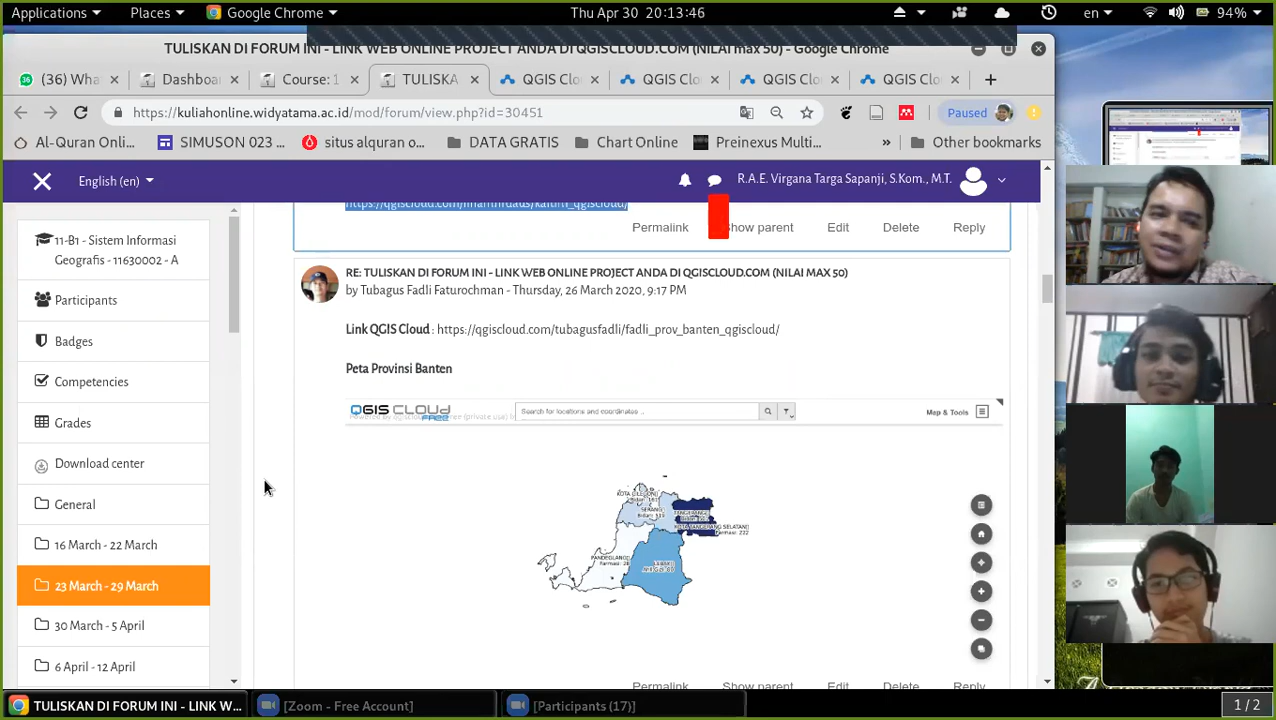 Applications Places Google Chrome Thu Apr 30 20:13:46 en 94%
TULISKAN DI FORUM INI - LINK WEB ONLINE PROJECT ANDA DI QGISCLOUD.COM (NILAI max 50) - Google Chrome
(36) Wha Dashboa Course: 1 TULISKA QGIS Clo QGIS Clo QGIS Clo QGIS Clo
https://kuliahonline.widyatama.ac.id/mod/forum/view.php?id=30451 Paused
Al-Quran Onli... SIMUSON 023 ... situs alquran Chart Online Other bookmarks
English (en) R.A.E. Virgana Targa Sapanji, S.Kom., M.T.
Permalink Show parent Edit Delete Reply
11-B1 - Sistem Informasi
Geografis - 11630002 - A
Participants
Badges
Competencies
Grades
Download center
General
16 March - 22 March
23 March - 29 March
30 March - 5 April
6 April - 12 April
RE: TULISKAN DI FORUM INI - LINK WEB ONLINE PROJECT ANDA DI QGISCLOUD.COM (NILAI MAX 50)
by Tubagus Fadli Faturochman - Thursday, 26 March 2020, 9:17 PM
Link QGIS Cloud : https://qgiscloud.com/tubagusfadli/fadli_prov_banten_qgiscloud/
Peta Provinsi Banten
QGIS CLOUD Free Search for locations and coordinates ... Map & Tools
SERANG
PANDEGLANG
Permalink Show parent Edit Delete Reply
TULISKAN DI FORUM INI - LINK W... [Zoom - Free Account] [Participants (17)] 1 / 2